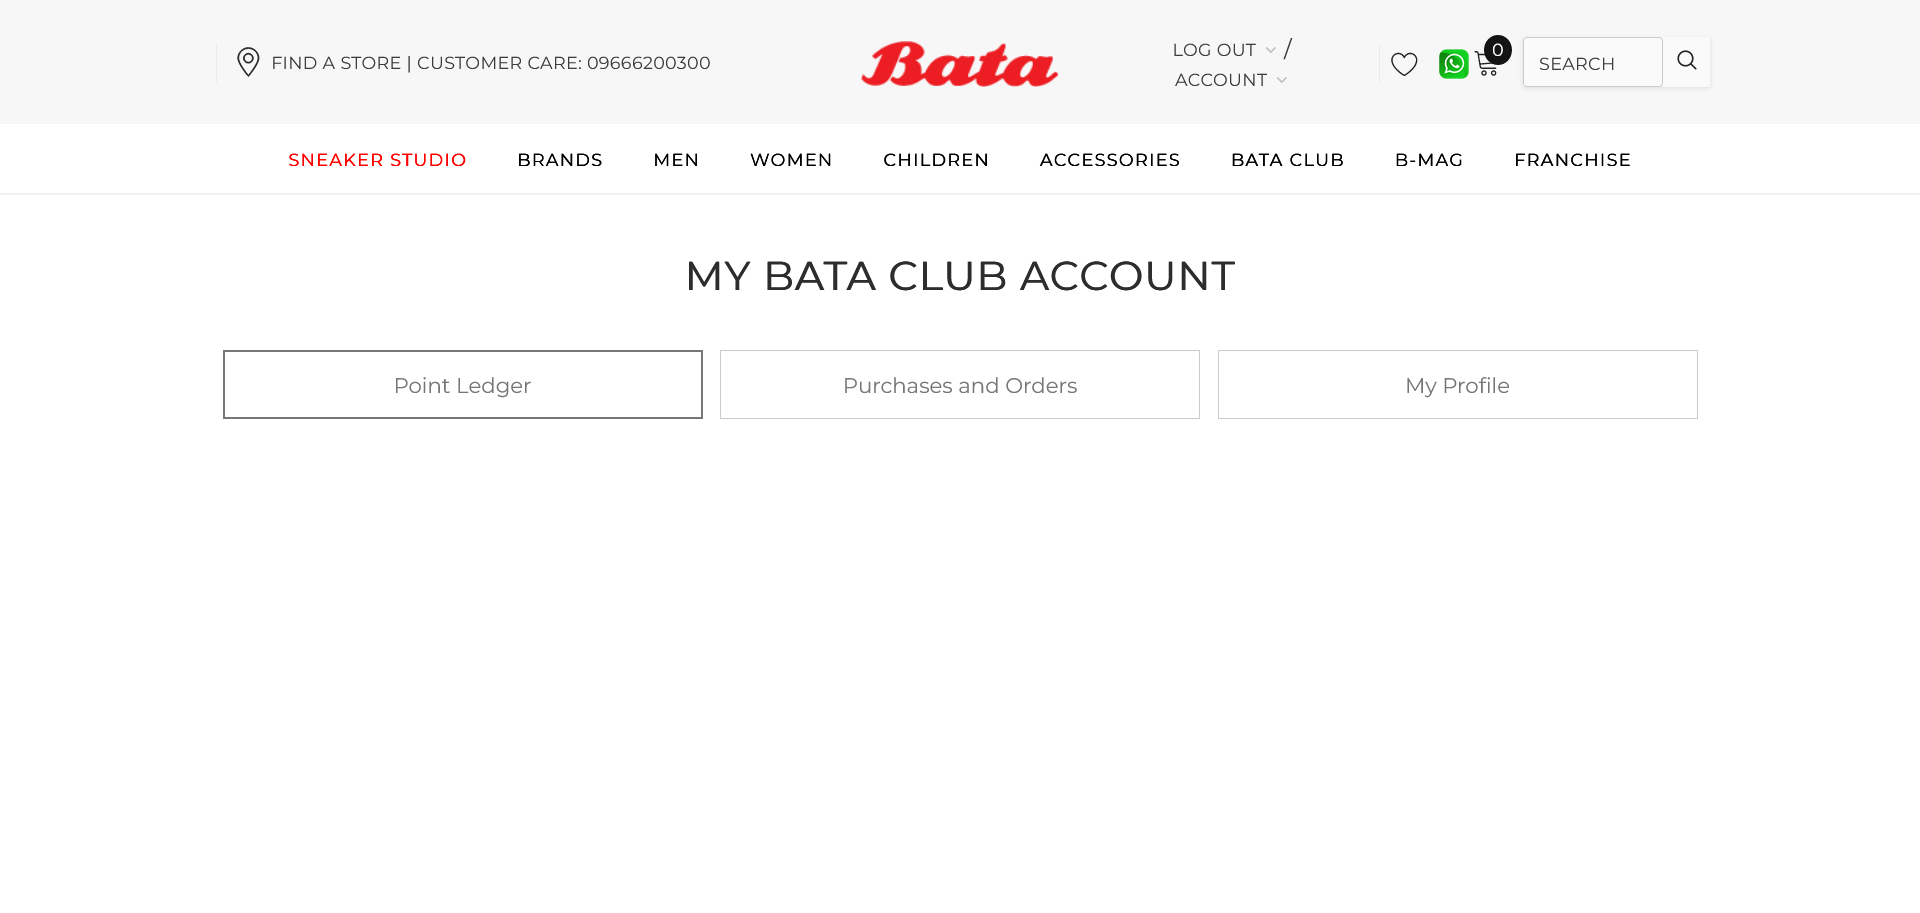 FIND A STORE | CUSTOMER CARE: 09666200300
Bata
LOG OUT /
ACCOUNT
0
SEARCH
SNEAKER STUDIO BRANDS MEN WOMEN CHILDREN ACCESSORIES BATA CLUB B-MAG FRANCHISE
MY BATA CLUB ACCOUNT
Point Ledger Purchases and Orders My Profile